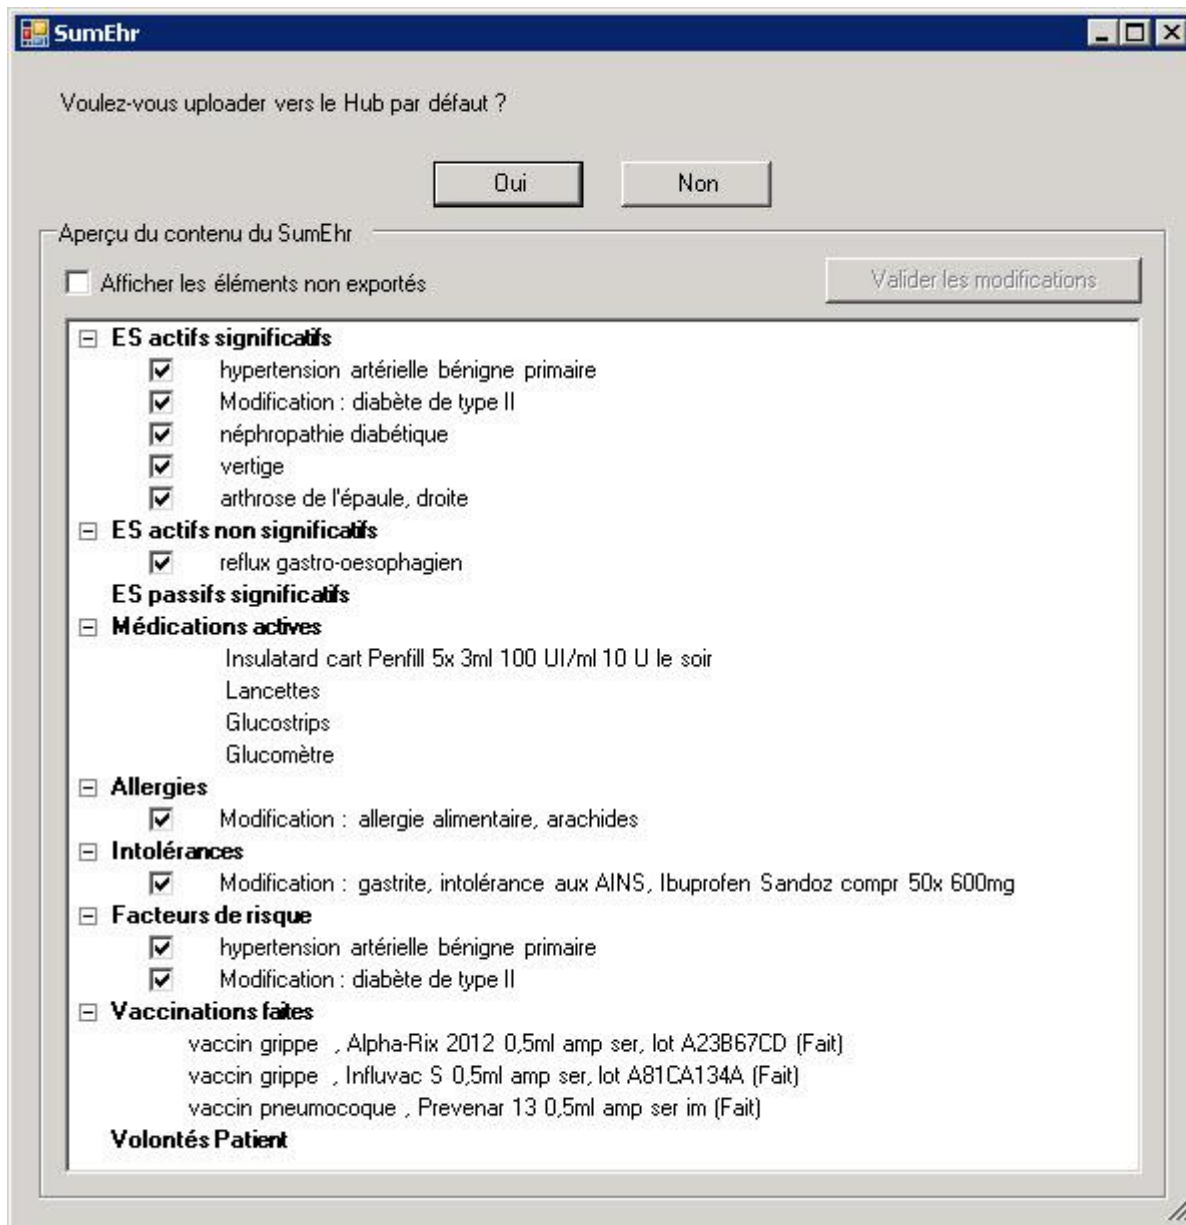 SumEhr
Voulez-vous uploader vers le Hub par défaut ?
Oui Non
Aperçu du contenu du SumEhr
Afficher les éléments non exportés Valider les modifications
ES actifs significatifs
hypertension artérielle bénigne primaire
Modification : diabète de type II
néphropathie diabétique
vertige
arthrose de l'épaule, droite
ES actifs non significatifs
reflux gastro-oesophagien
ES passifs significatifs
Médications actives
Insulatard cart Penfill 5x 3ml 100 UI/ml 10 U le soir
Lancettes
Glucostrips
Glucomètre
Allergies
Modification : allergie alimentaire, arachides
Intolérances
Modification : gastrite, intolérance aux AINS, Ibuprofen Sandoz compr 50x 600mg
Facteurs de risque
hypertension artérielle bénigne primaire
Modification : diabète de type II
Vaccinations faites
vaccin grippe , Alpha-Rix 2012 0,5ml amp ser, lot A23B67CD (Fait)
vaccin grippe , Influvac S 0,5ml amp ser, lot A81CA134A (Fait)
vaccin pneumocoque , Prevenar 13 0,5ml amp ser im (Fait)
Volontés Patient